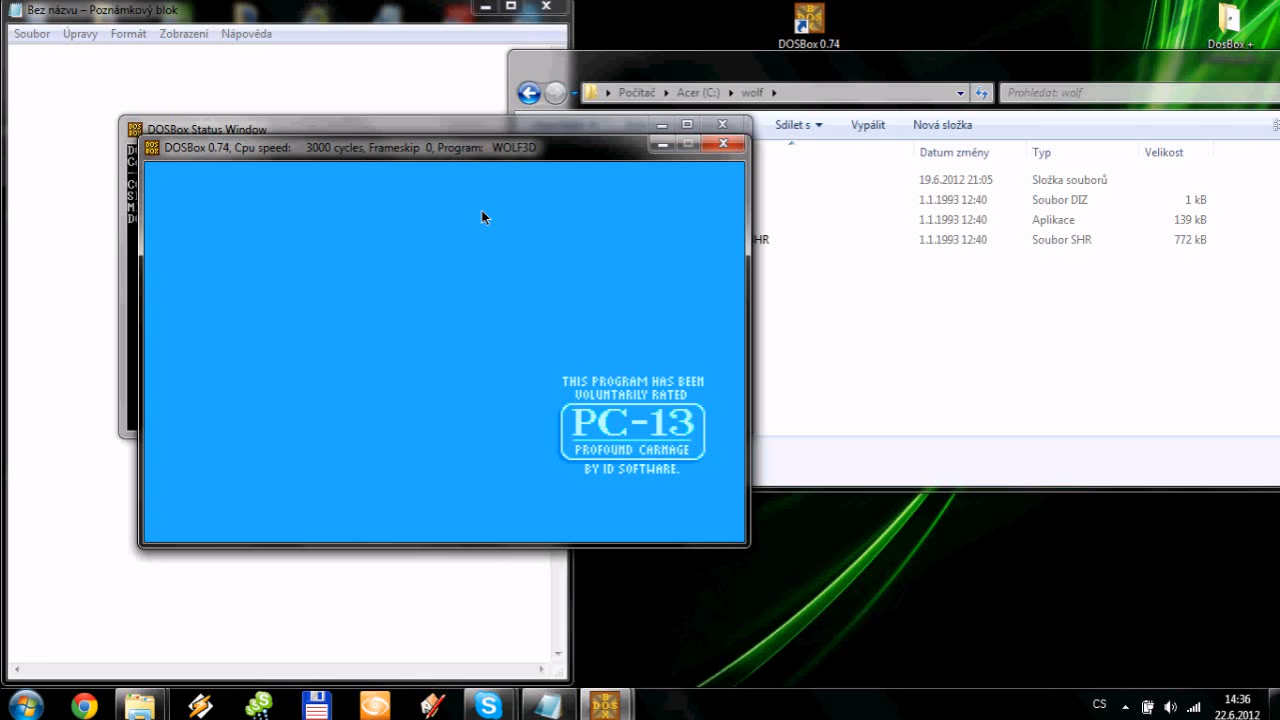 Bez názvu – Poznámkový blok
Soubor Úpravy Formát Zobrazení Nápověda
DOSBox 0.74
DosBox +
Počítač Acer (C:) wolf
Prohledat: wolf
Sdílet s Vypálit Nová složka
Datum změny Typ Velikost
19.6.2012 21:05 Složka souborů
1.1.1993 12:40 Soubor DIZ 1 kB
1.1.1993 12:40 Aplikace 139 kB
HR 1.1.1993 12:40 Soubor SHR 772 kB
DOSBox Status Window
DOSBox 0.74, Cpu speed: 3000 cycles, Frameskip 0, Program: WOLF3D
THIS PROGRAM HAS BEEN
VOLUNTARILY RATED
PC-13
PROFOUND CARNAGE
BY ID SOFTWARE.
CS
14:36
22.6.2012